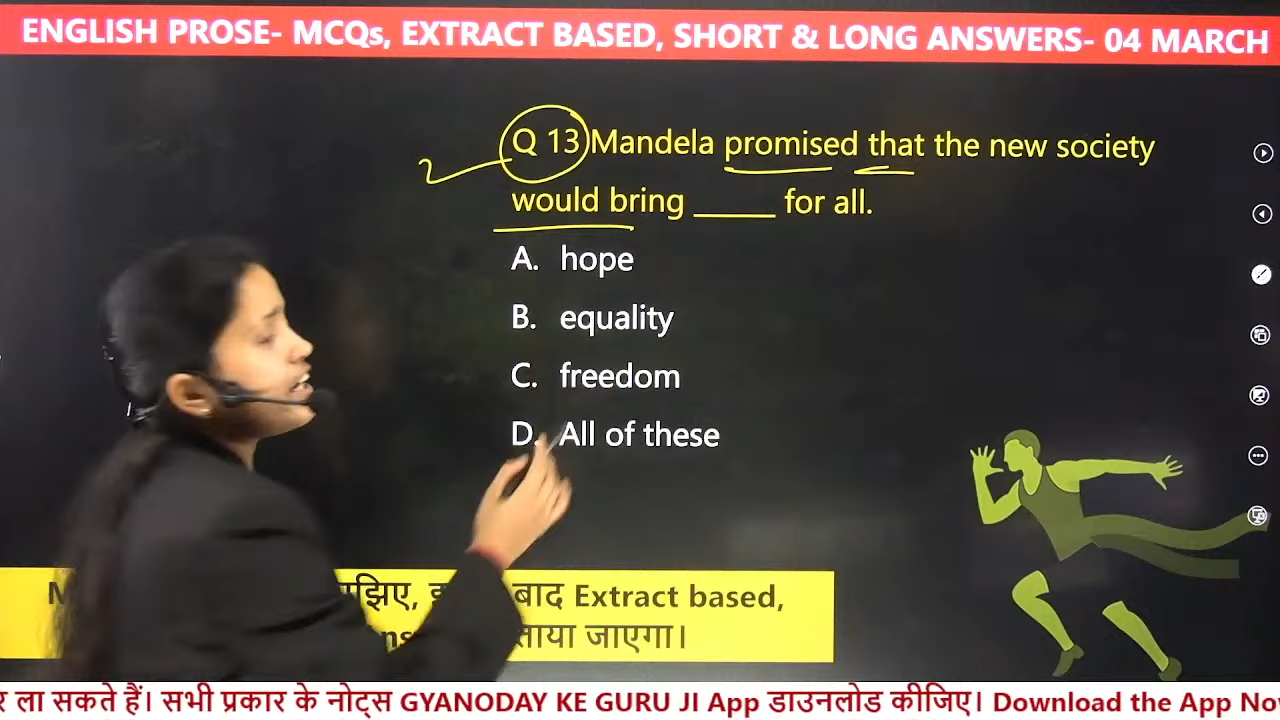 ENGLISH PROSE- MCQs, EXTRACT BASED, SHORT & LONG ANSWERS- 04 MARCH
Q 13 Mandela promised that the new society
would bring _____ for all.
A. hope
B. equality
C. freedom
D. All of these
बाद Extract based,
जाएगा।
ला सकते हैं। सभी प्रकार के नोट्स GYANODAY KE GURU JI App डाउनलोड कीजिए। Download the App